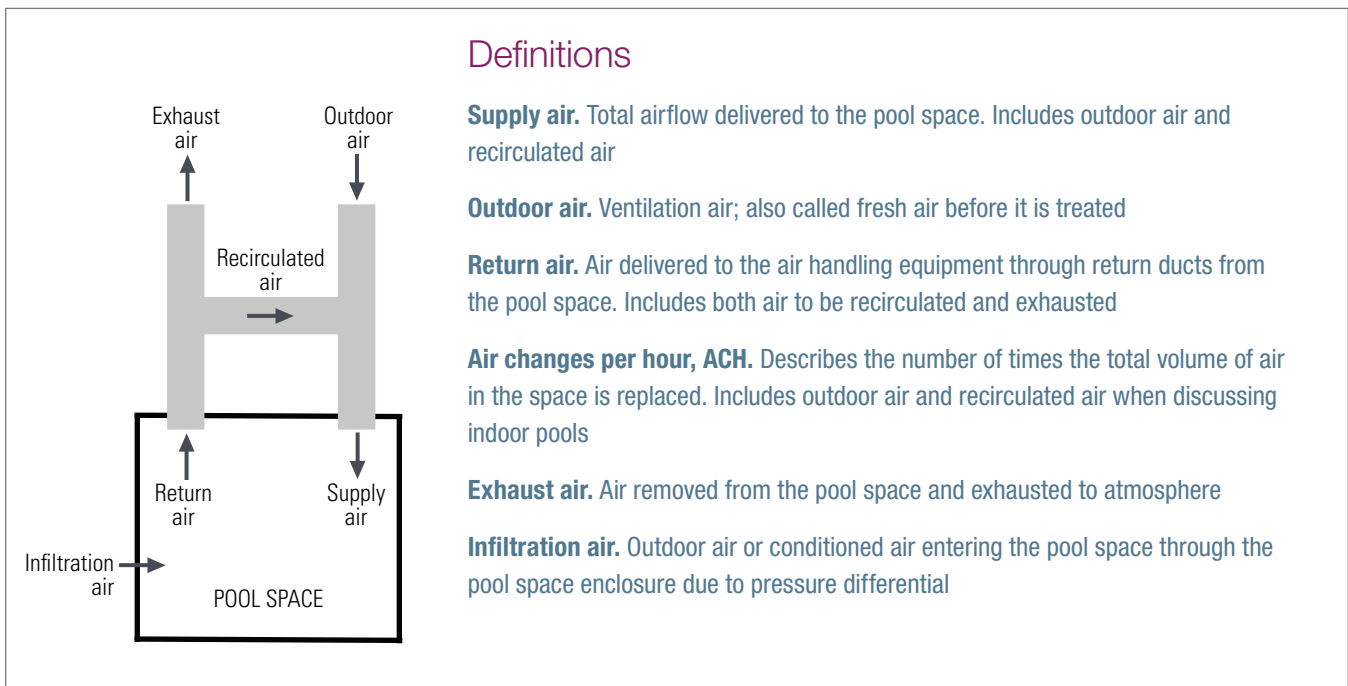 Definitions
Exhaust
air
Outdoor
air
Recirculated
air
Return
air
Supply
air
Infiltration
air
POOL SPACE
Supply air. Total airflow delivered to the pool space. Includes outdoor air and
recirculated air
Outdoor air. Ventilation air; also called fresh air before it is treated
Return air. Air delivered to the air handling equipment through return ducts from
the pool space. Includes both air to be recirculated and exhausted
Air changes per hour, ACH. Describes the number of times the total volume of air
in the space is replaced. Includes outdoor air and recirculated air when discussing
indoor pools
Exhaust air. Air removed from the pool space and exhausted to atmosphere
Infiltration air. Outdoor air or conditioned air entering the pool space through the
pool space enclosure due to pressure differential